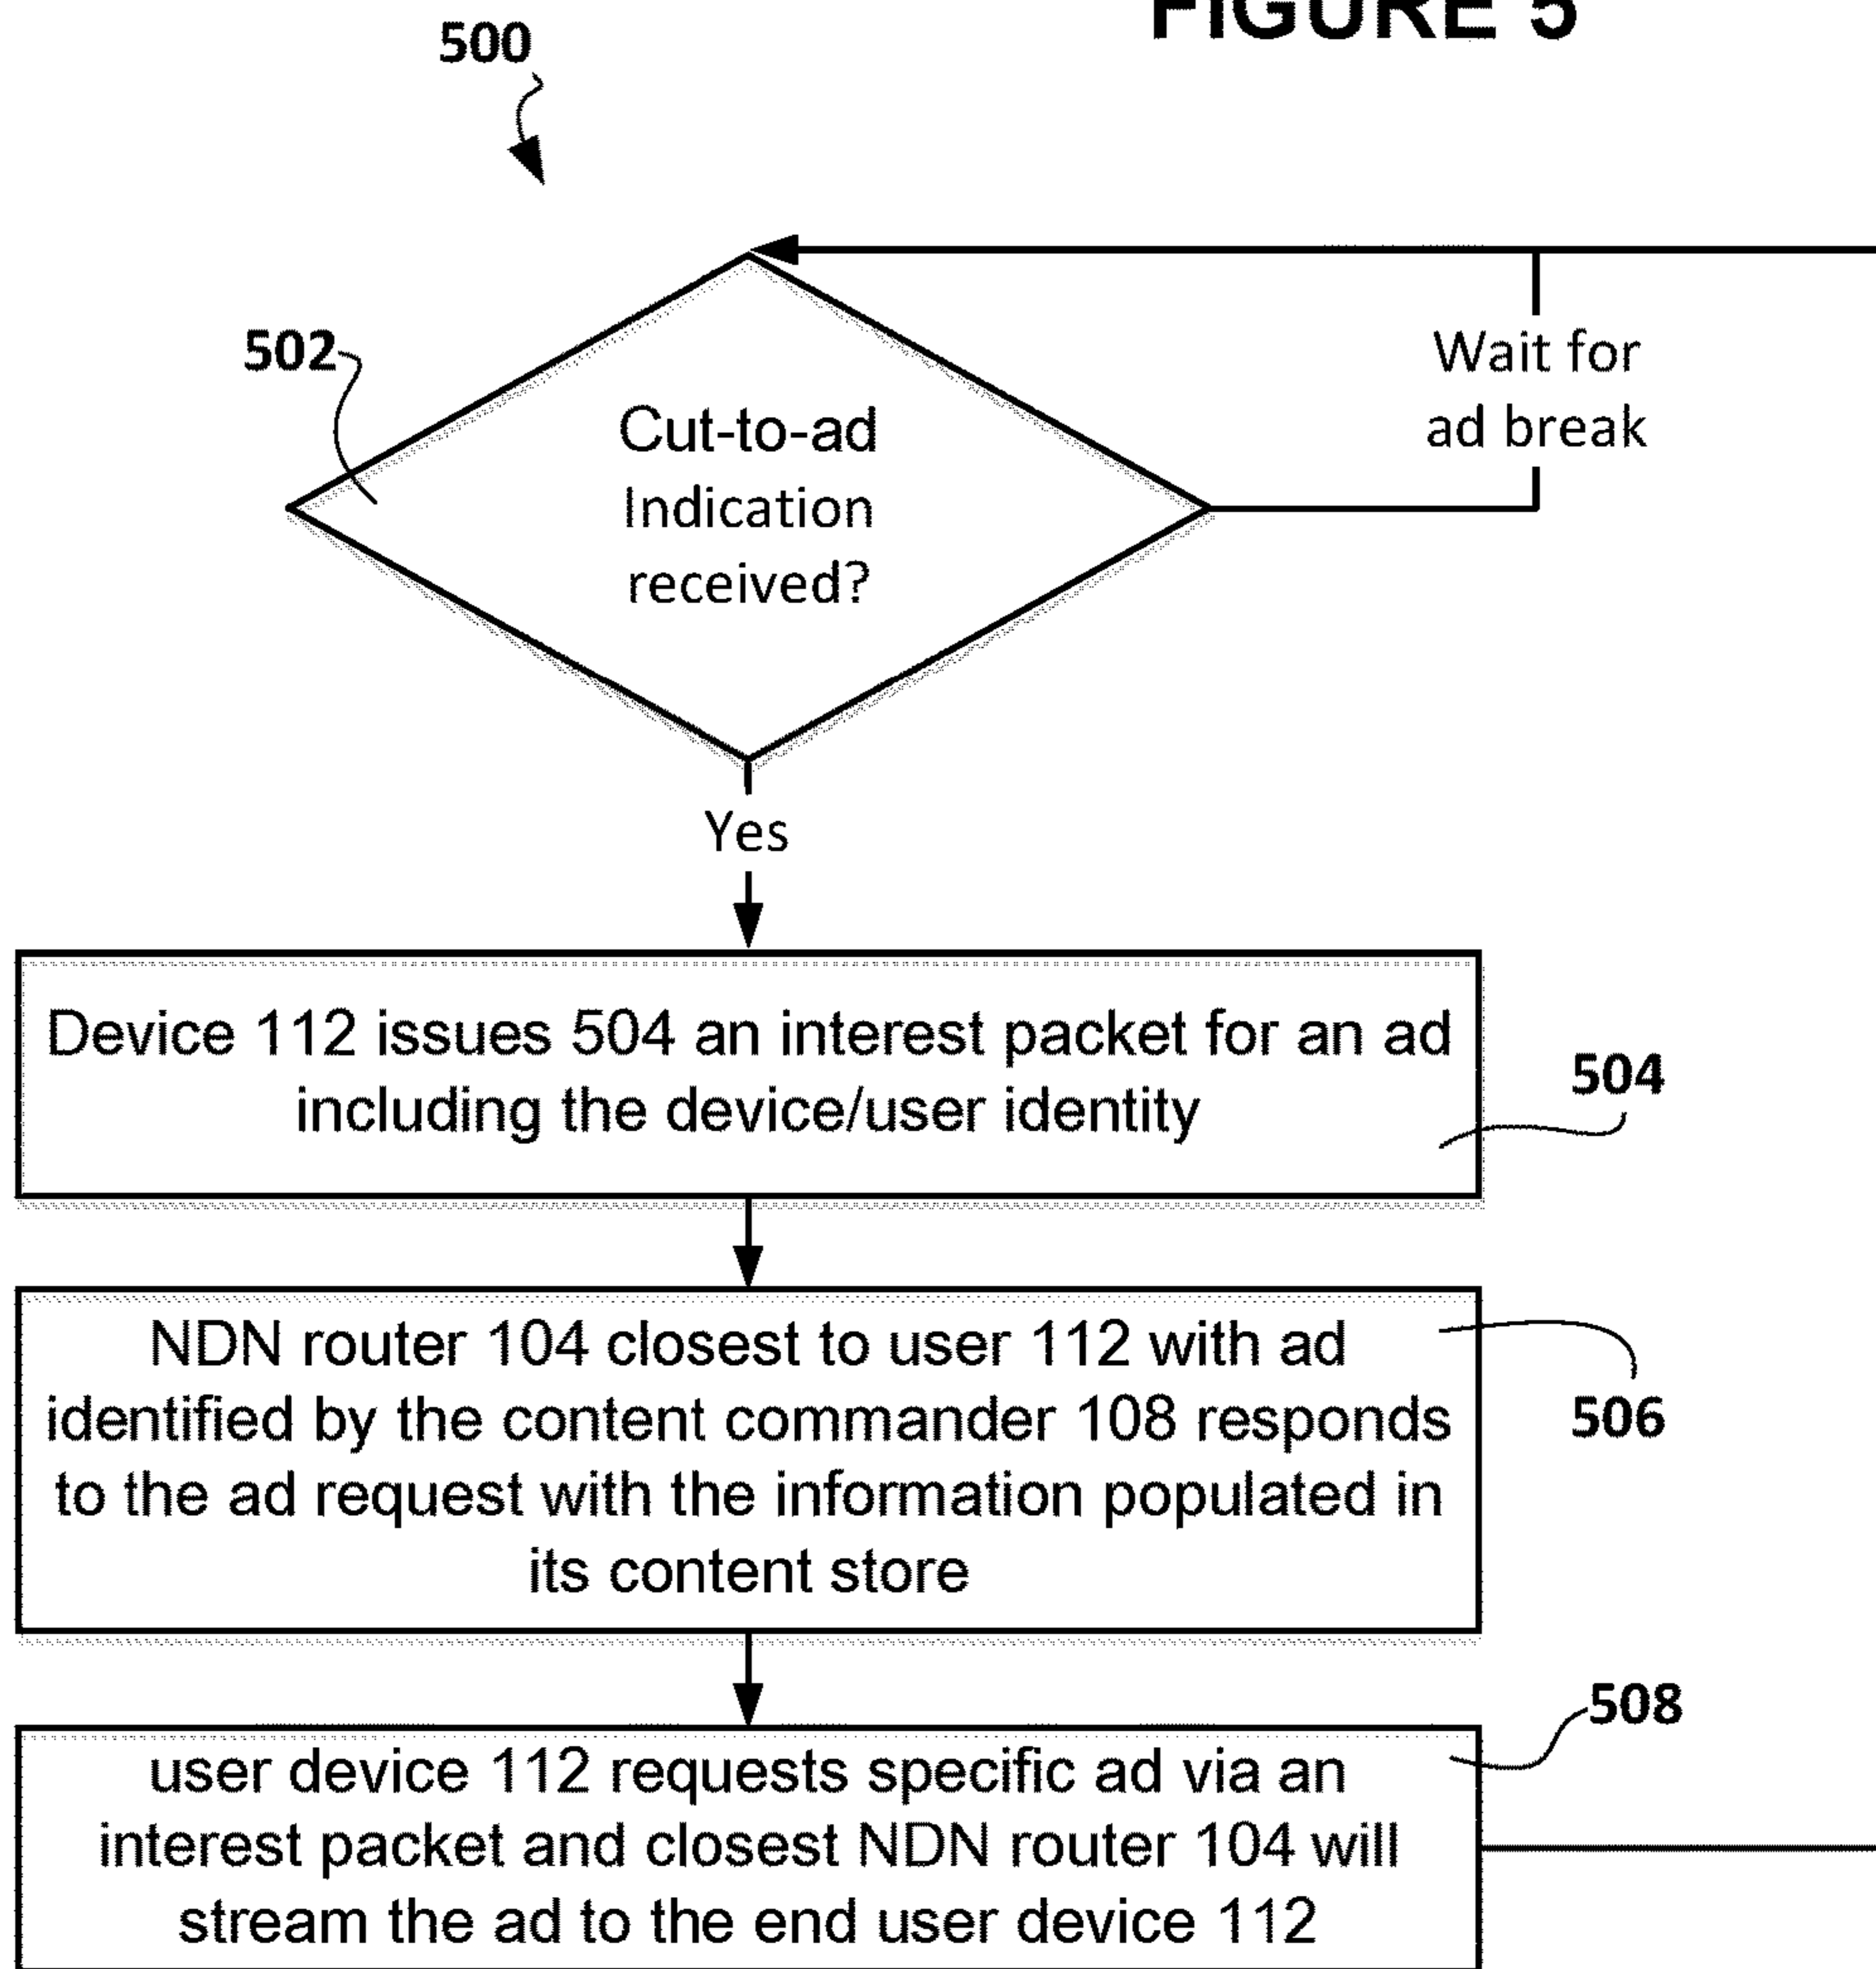 FIGURE 5
500
502
Cut-to-ad
Indication
received?
Wait for
ad break
Yes
Device 112 issues 504 an interest packet for an ad
including the device/user identity
504
NDN router 104 closest to user 112 with ad
identified by the content commander 108 responds
to the ad request with the information populated in
its content store
506
508
user device 112 requests specific ad via an
interest packet and closest NDN router 104 will
stream the ad to the end user device 112